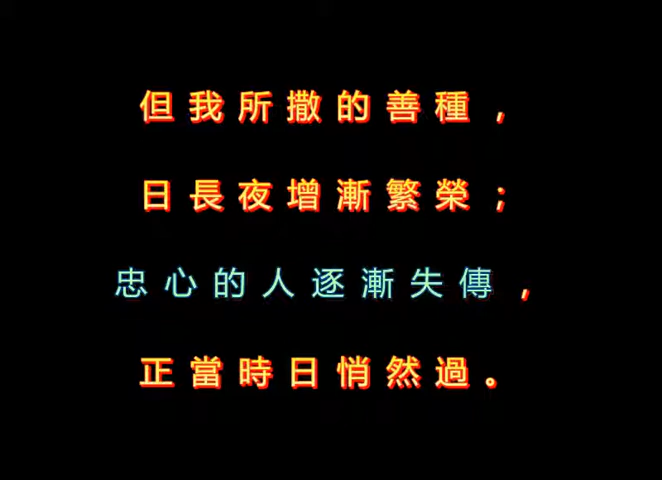 但我所撒的善種，
日長夜增漸繁榮；
忠心的人逐漸失傳，
正當時日悄然過。